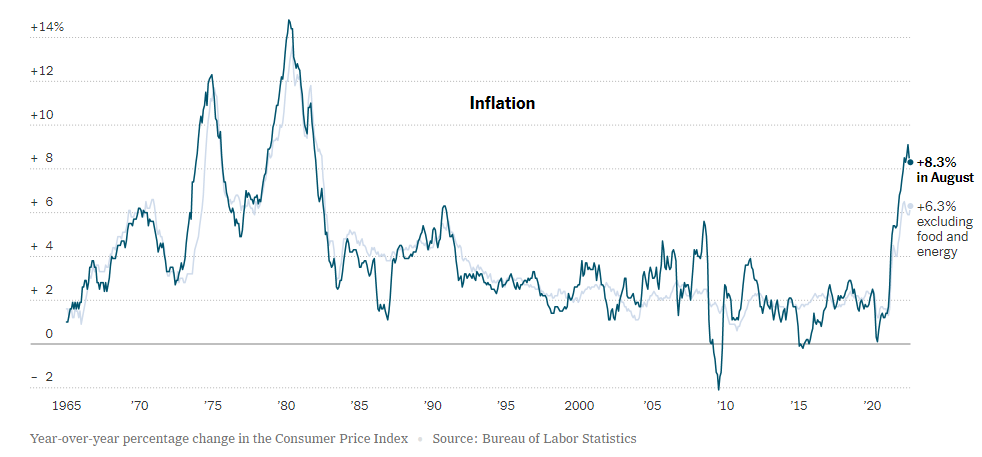 Inflation
+14%
+12
+10
+ 8
+ 6
+ 4
+ 2
0
− 2
+8.3%
in August
+6.3%
excluding
food and
energy
1965 ’70 ’75 ’80 ’85 ’90 ’95 2000 ’05 ’10 ’15 ’20
Year-over-year percentage change in the Consumer Price Index • Source: Bureau of Labor Statistics